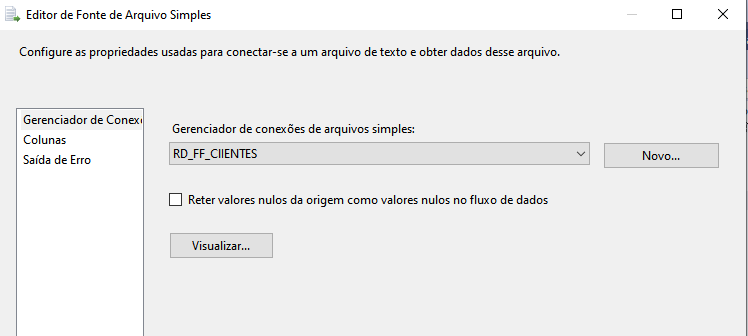 Editor de Fonte de Arquivo Simples
Configure as propriedades usadas para conectar-se a um arquivo de texto e obter dados desse arquivo.
Gerenciador de Conexõ
Colunas
Saída de Erro
Gerenciador de conexões de arquivos simples:
RD_FF_ClIENTES
Novo...
Reter valores nulos da origem como valores nulos no fluxo de dados
Visualizar...